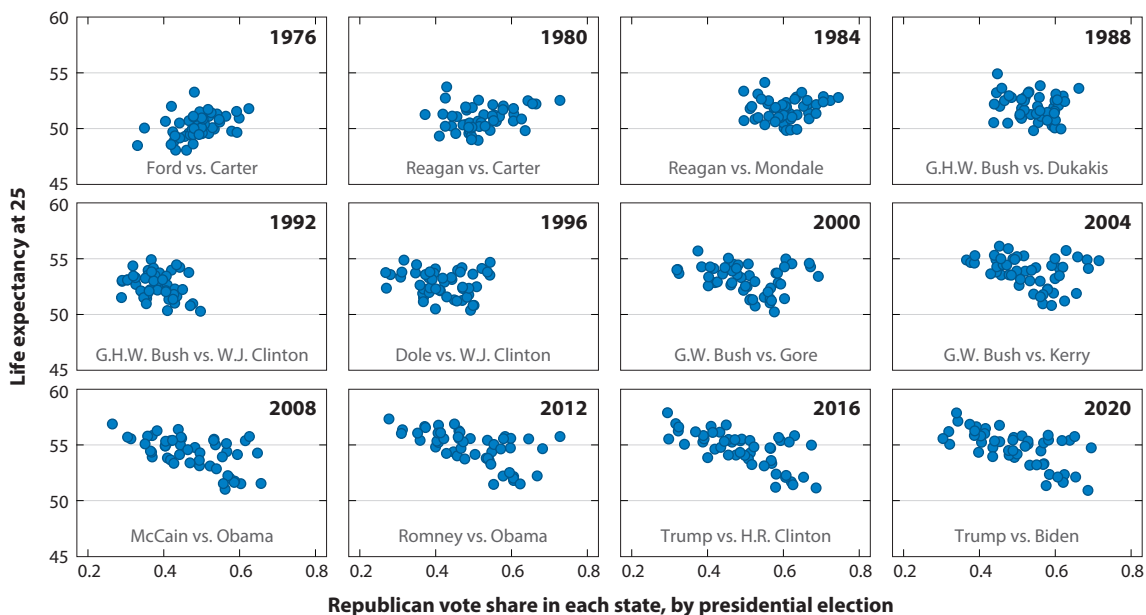 Life expectancy at 25
60
55
50
45
1976
Ford vs. Carter
1980
Reagan vs. Carter
1984
Reagan vs. Mondale
1988
G.H.W. Bush vs. Dukakis
60
55
50
45
1992
G.H.W. Bush vs. W.J. Clinton
1996
Dole vs. W.J. Clinton
2000
G.W. Bush vs. Gore
2004
G.W. Bush vs. Kerry
60
55
50
45
2008
McCain vs. Obama
2012
Romney vs. Obama
2016
Trump vs. H.R. Clinton
2020
Trump vs. Biden
0.2 0.4 0.6 0.8 0.2 0.4 0.6 0.8 0.2 0.4 0.6 0.8 0.2 0.4 0.6 0.8
Republican vote share in each state, by presidential election